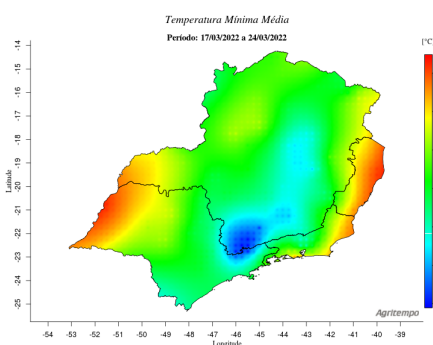 Temperatura Mínima Média
Período: 17/03/2022 a 24/03/2022
[°C
-14
-15
-16
-17
-18
-19
-20
-21
-22
-23
-24
-25
Latitude
Agritempo
-54 -53 -52 -51 -50 -49 -48 -47 -46 -45 -44 -43 -42 -41 -40 -39
Longitude